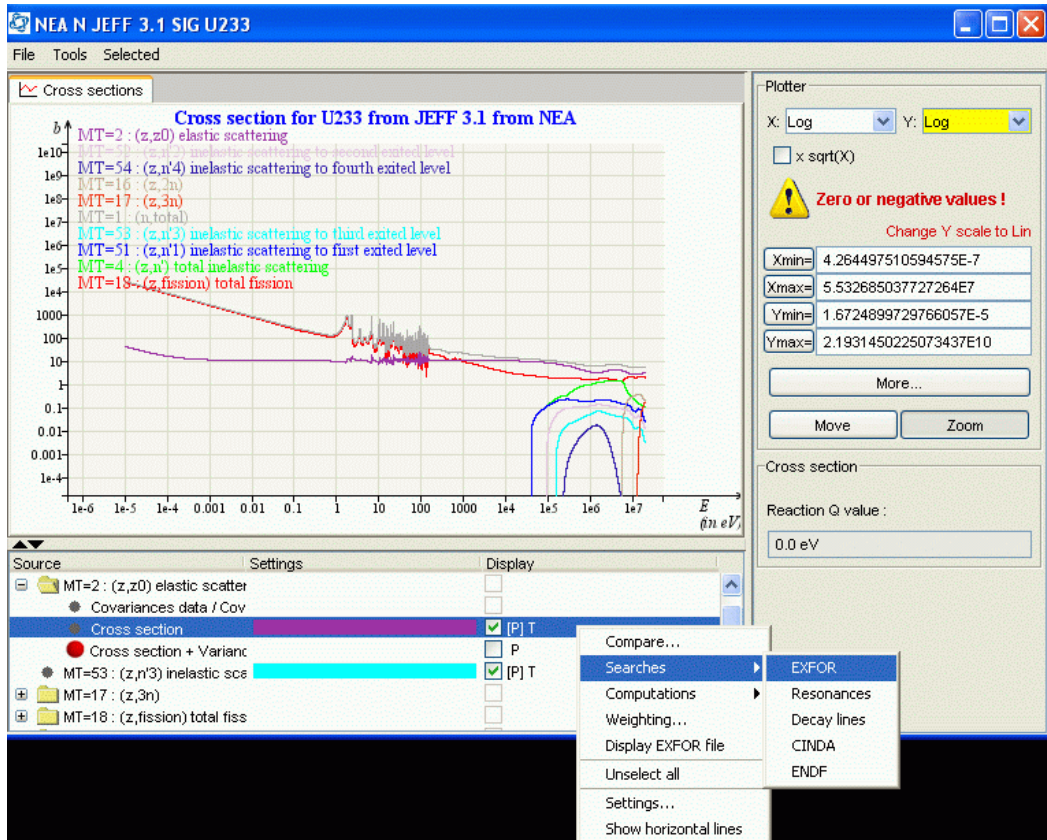 NEA N JEFF 3.1 SIG U233
File Tools Selected
Cross sections
Cross section for U233 from JEFF 3.1 from NEA
b
MT=2 : (z,z0) elastic scattering
MT=52 : (z,n'2) inelastic scattering to second exited level
MT=54 : (z,n'4) inelastic scattering to fourth exited level
MT=16 : (z,2n)
MT=17 : (z,3n)
MT=1 : (n,total)
MT=53 : (z,n'3) inelastic scattering to third exited level
MT=51 : (z,n'1) inelastic scattering to first exited level
MT=4 : (z,n') total inelastic scattering
MT=18 : (z,fission) total fission
1e10
1e9
1e8
1e7
1e6
1e5
1e4
1000
100
10
1
0.1
0.01
0.001
1e-4
1e-6 1e-5 1e-4 0.001 0.01 0.1 1 10 100 1000 1e4 1e5 1e6 1e7
E
(in eV)
Plotter
X: Log Y: Log
x sqrt(X)
Zero or negative values !
Change Y scale to Lin
Xmin= 4.264497510594575E-7
Xmax= 5.532685037727264E7
Ymin= 1.6724899729766057E-5
Ymax= 2.1931450225073437E10
More...
Move Zoom
Cross section
Reaction Q value :
0.0 eV
Source Settings Display
MT=2 : (z,z0) elastic scatter
Covariances data / Cov
Cross section [P] T
Cross section + Varianc P
MT=53 : (z,n'3) inelastic sca [P] T
MT=17 : (z,3n)
MT=18 : (z,fission) total fiss
Compare...
Searches
Computations
Weighting...
Display EXFOR file
Unselect all
Settings...
Show horizontal lines
EXFOR
Resonances
Decay lines
CINDA
ENDF